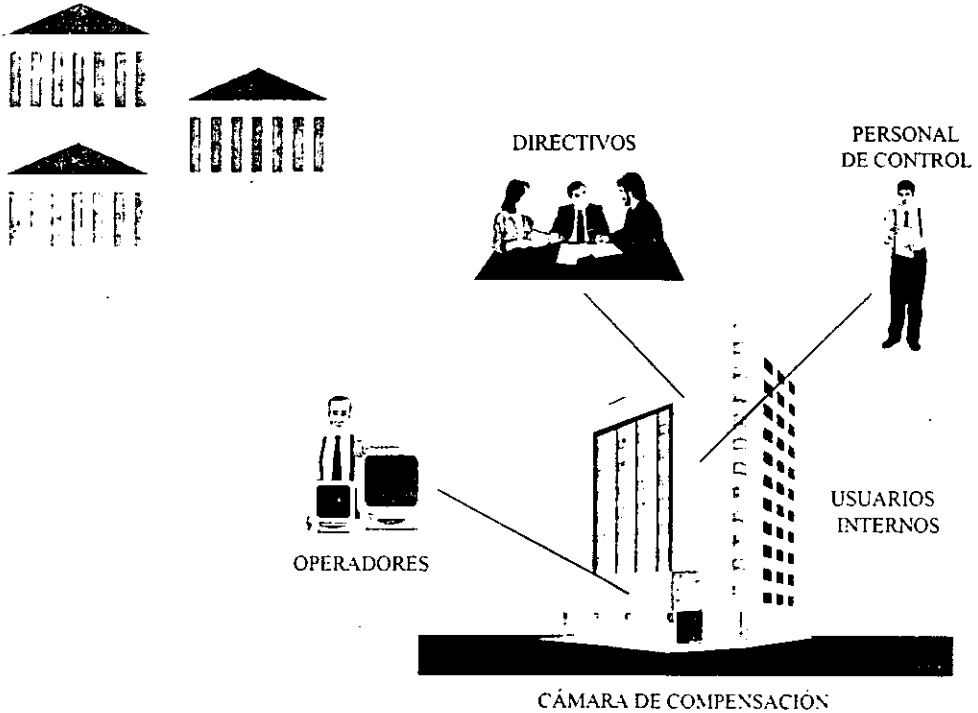 DIRECTIVOS
PERSONAL
DE CONTROL
OPERADORES
USUARIOS
INTERNOS
CÁMARA DE COMPENSACIÓN